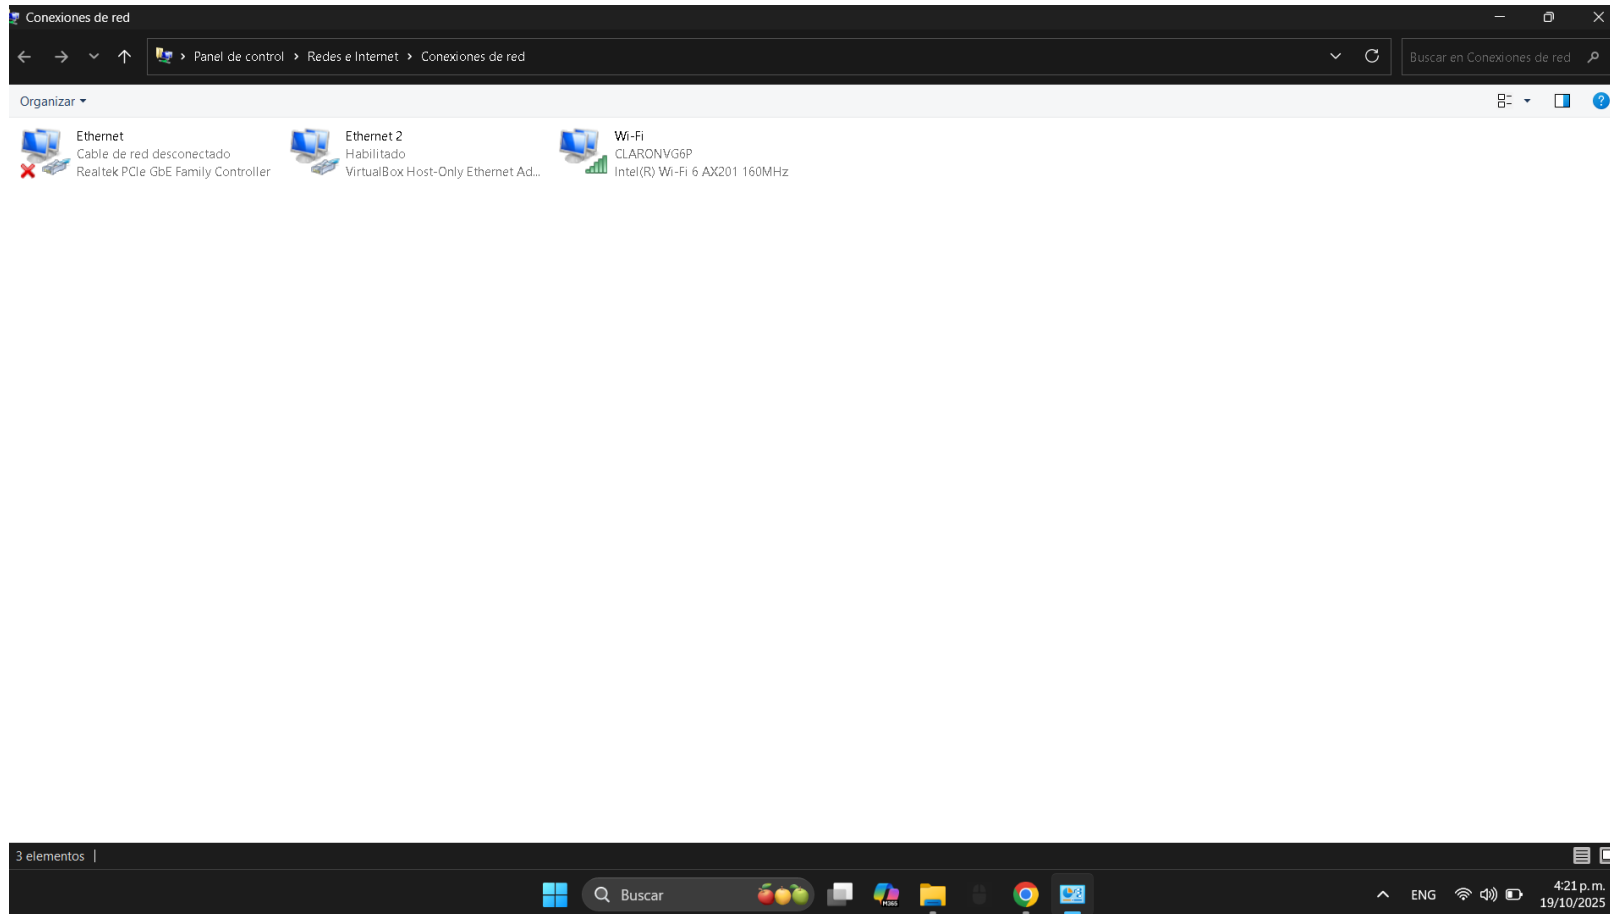 Conexiones de red
Panel de control > Redes e Internet > Conexiones de red
Buscar en Conexiones de red
Organizar
?
Ethernet
Cable de red desconectado
Realtek PCIe GbE Family Controller
Ethernet 2
Habilitado
VirtualBox Host-Only Ethernet Ad...
Wi-Fi
CLARONVG6P
Intel(R) Wi-Fi 6 AX201 160MHz
3 elementos
Buscar
M365
ENG
4:21 p. m.
19/10/2025